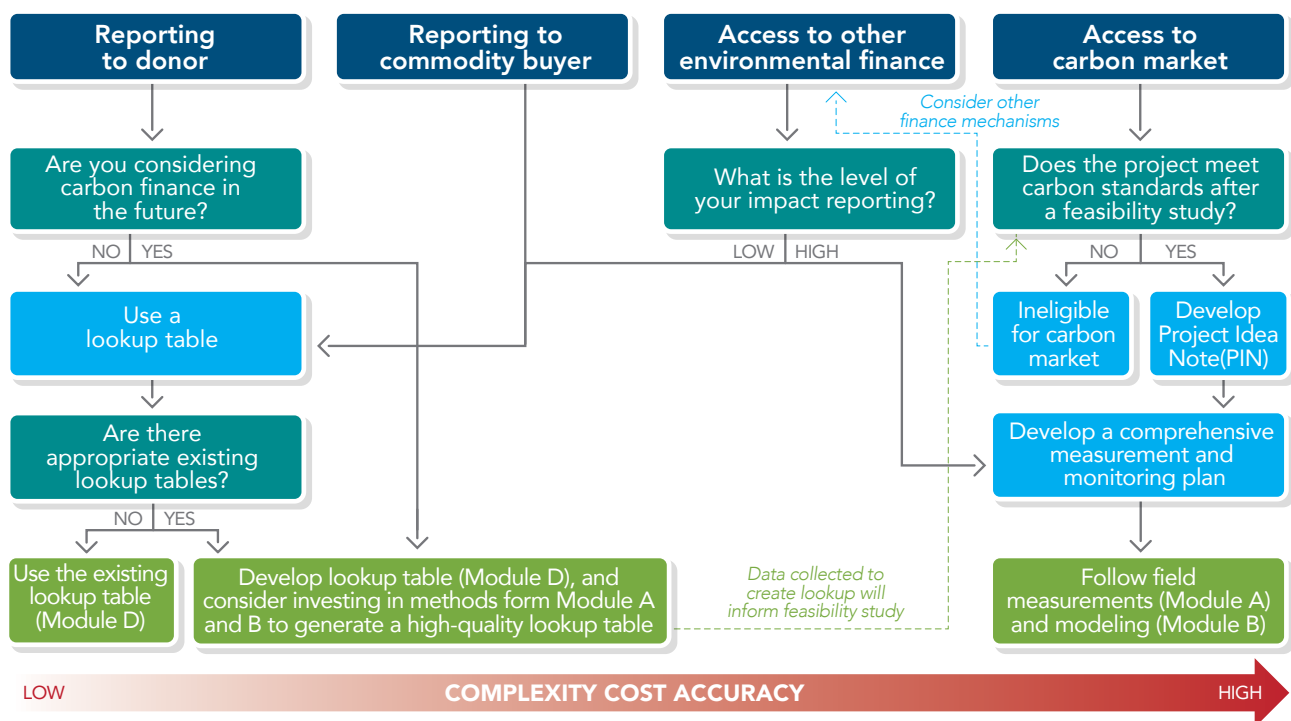 Reporting
to donor
Reporting to
commodity buyer
Access to other
environmental finance
Access to
carbon market
Consider other
finance mechanisms
Are you considering
carbon finance in
the future?
What is the level of
your impact reporting?
Does the project meet
carbon standards after
a feasibility study?
NO
YES
LOW
HIGH
NO
YES
Use a
lookup table
Ineligible
for carbon
market
Develop
Project Idea
Note(PIN)
Are there
appropriate existing
lookup tables?
Develop a comprehensive
measurement and
monitoring plan
NO
YES
Use the existing
lookup table
(Module D)
Develop lookup table (Module D), and
consider investing in methods form Module A
and B to generate a high-quality lookup table
Data collected to
create lookup will
inform feasibility study
Follow field
measurements (Module A)
and modeling (Module B)
LOW
COMPLEXITY COST ACCURACY
HIGH